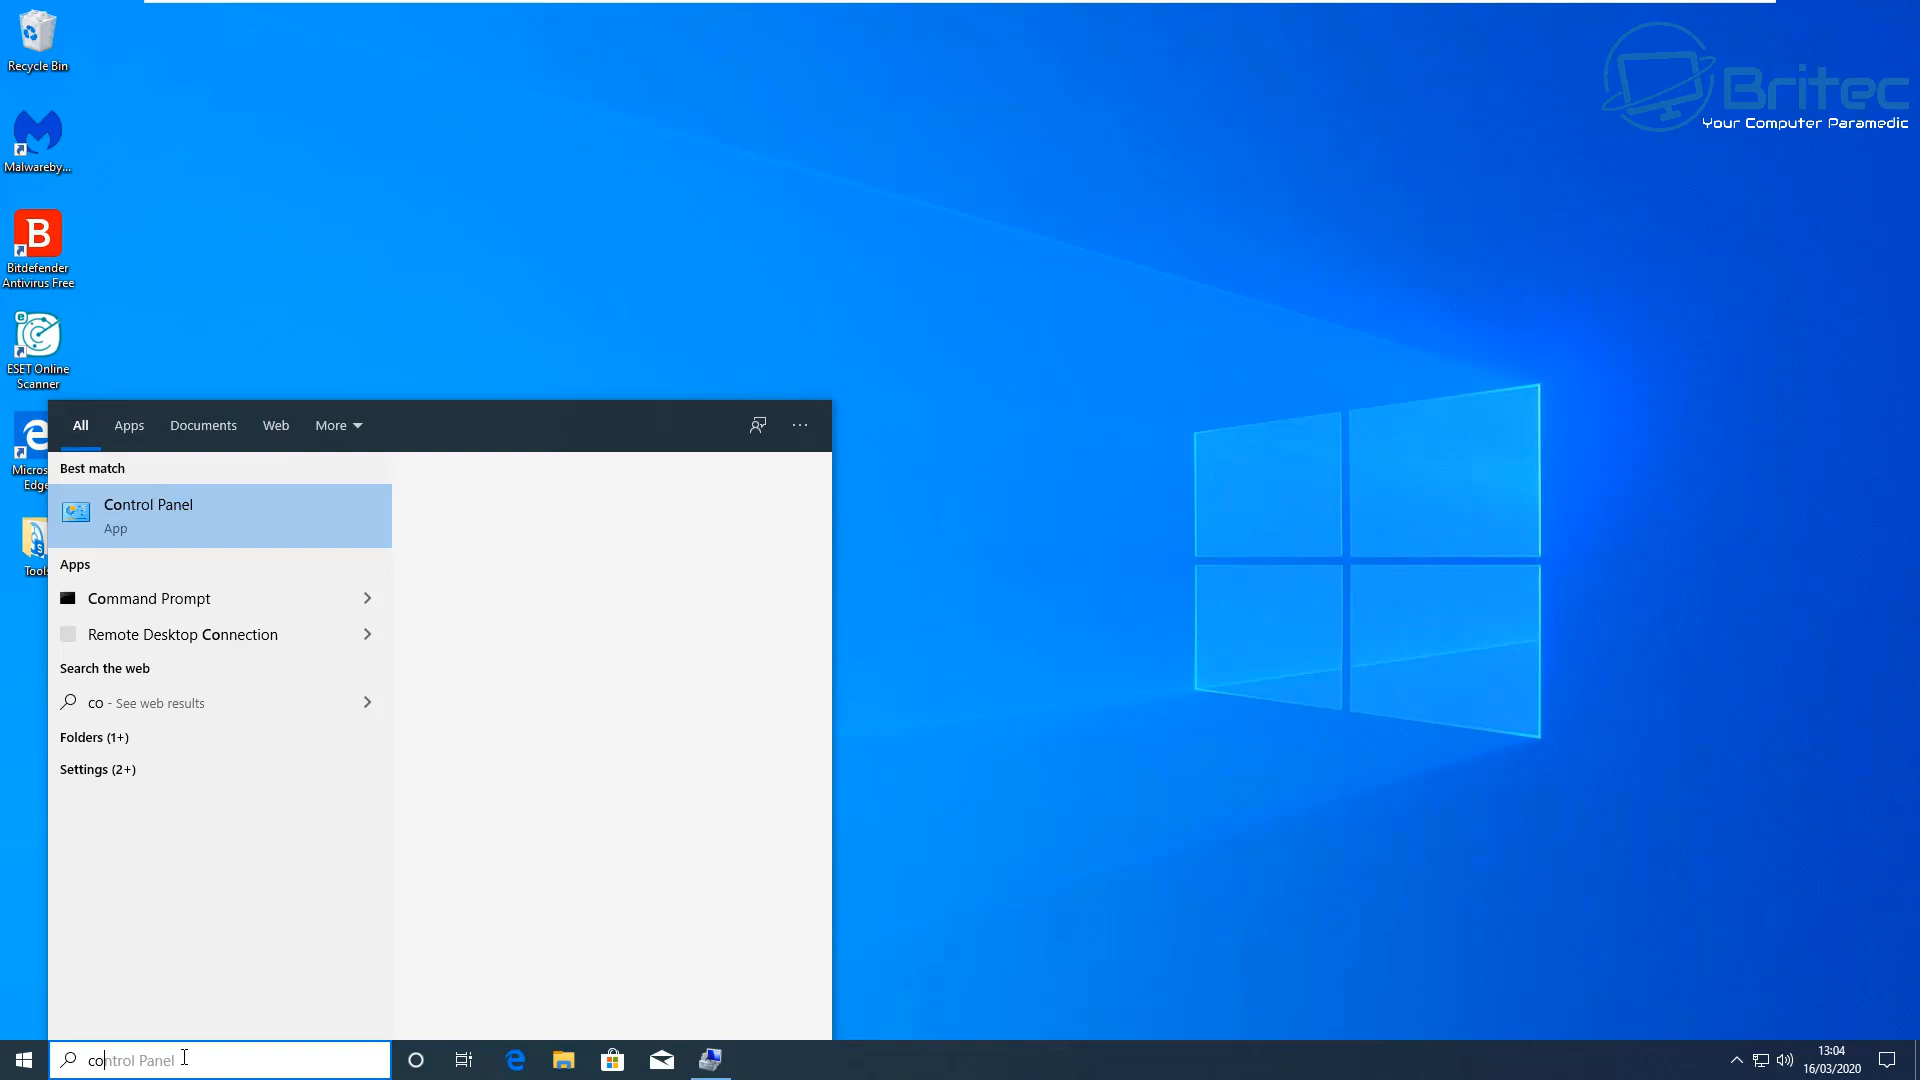 Recycle Bin
Malwareby...
B
Bitdefender
Antivirus Free
ESET Online
Scanner
Micros
Edge
Tools
Britec
Your Computer Paramedic
All Apps Documents Web More ...
Best match
Control Panel
App
Apps
Command Prompt
Remote Desktop Connection
Search the web
co - See web results
Folders (1+)
Settings (2+)
control Panel
13:04
16/03/2020